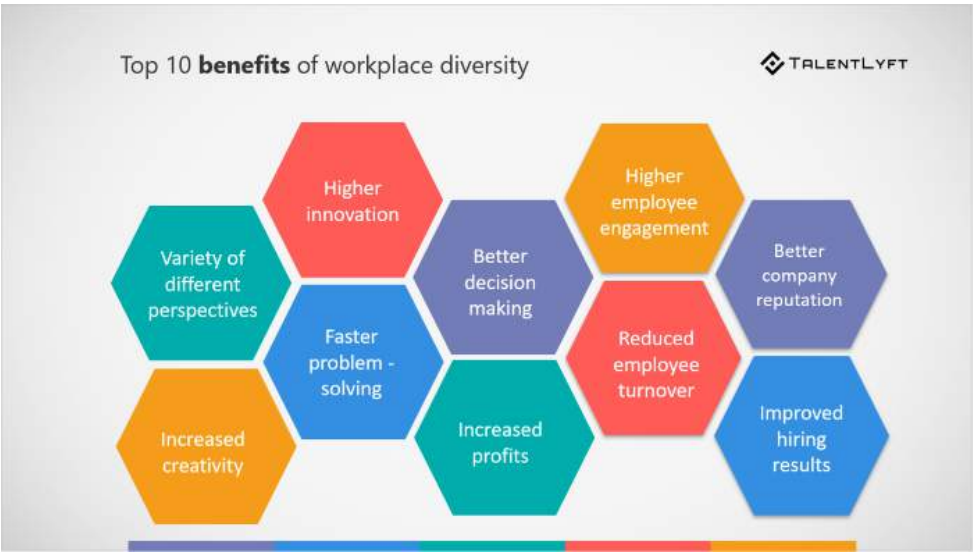 Top 10 benefits of workplace diversity
TALENTLYFT
Variety of
different
perspectives
Increased
creativity
Higher
innovation
Faster
problem -
solving
Better
decision
making
Increased
profits
Higher
employee
engagement
Reduced
employee
turnover
Better
company
reputation
Improved
hiring
results